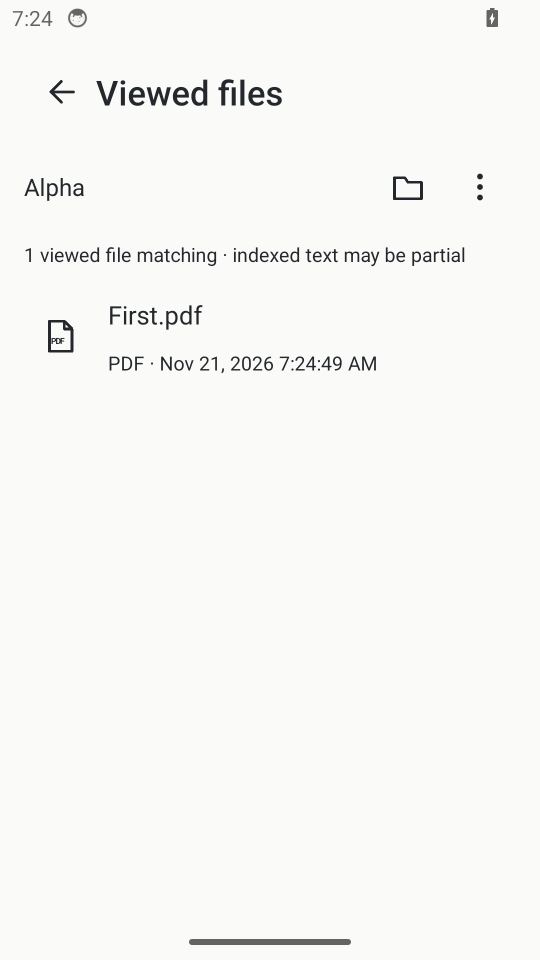 7:24
Viewed files
Alpha
1 viewed file matching · indexed text may be partial
First.pdf
PDF
PDF · Nov 21, 2026 7:24:49 AM